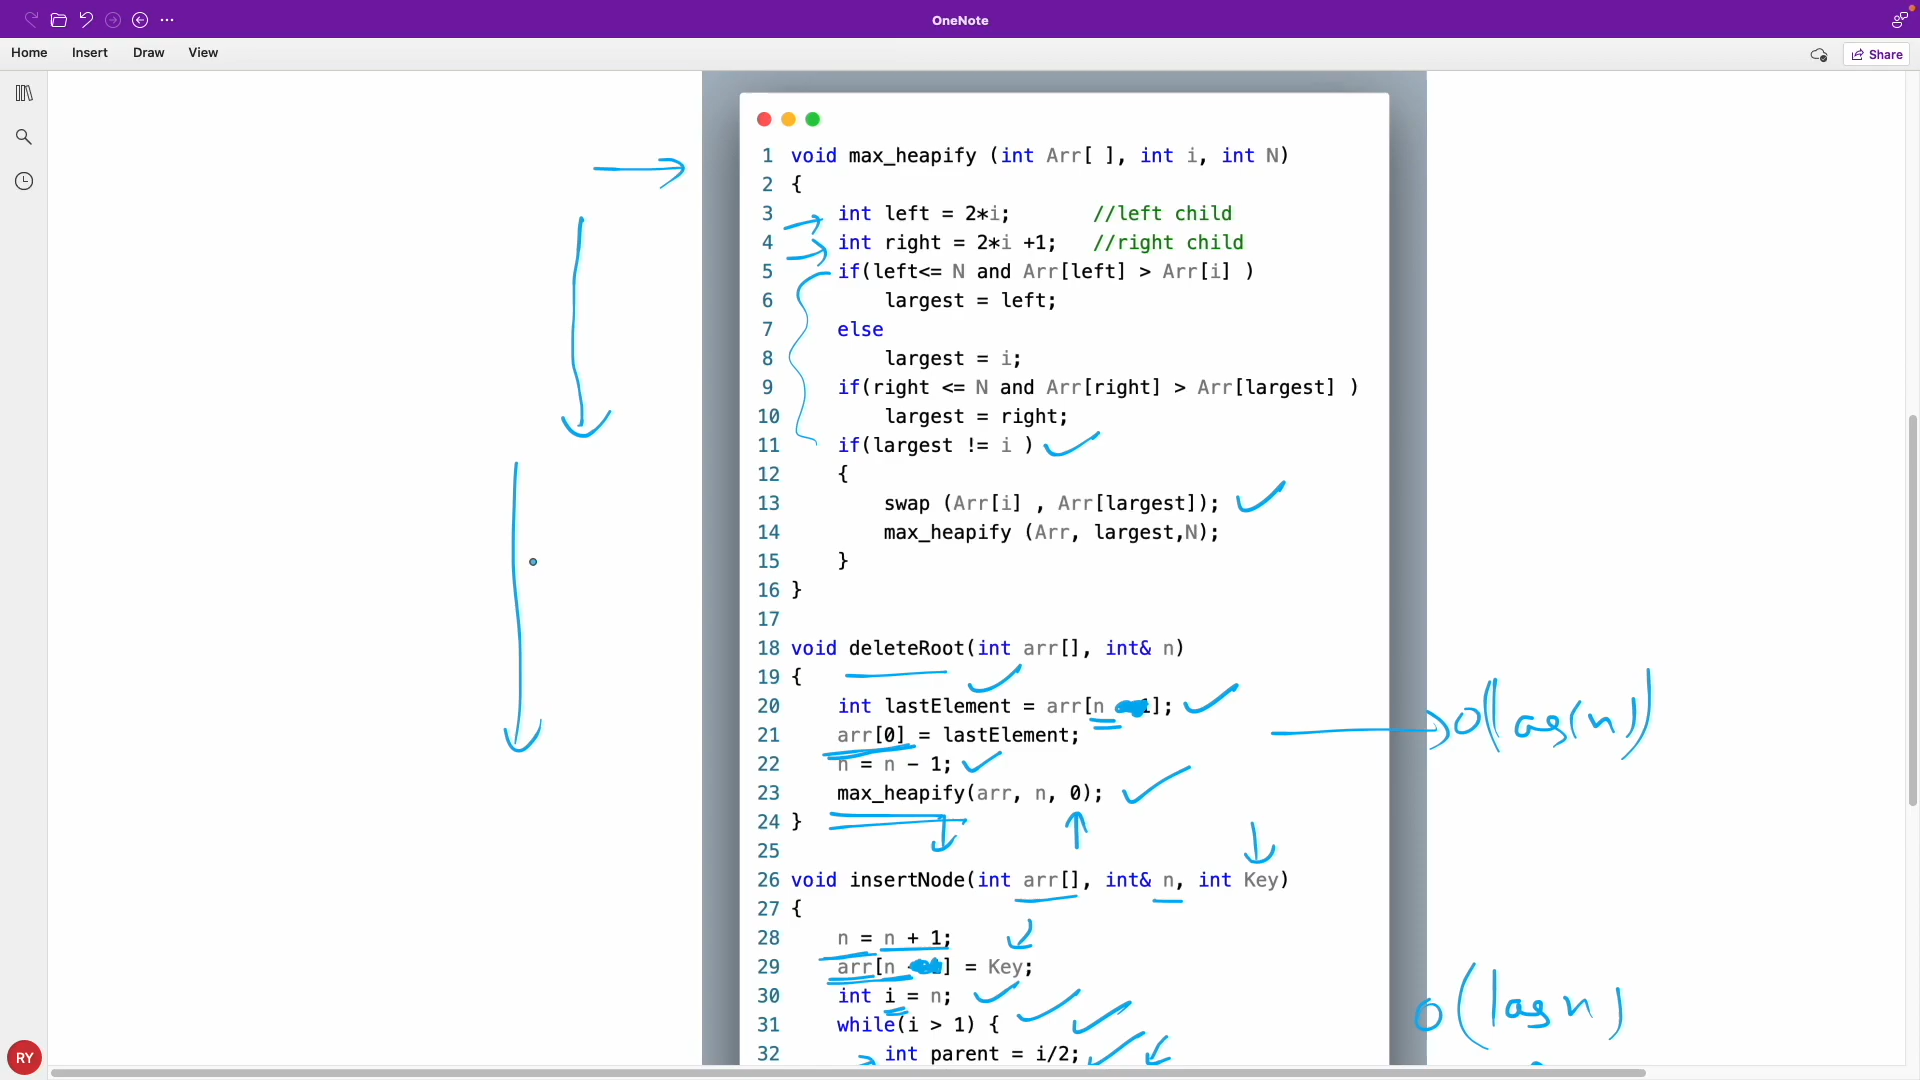 OneNote
Home Insert Draw View
Share
1 void max_heapify (int Arr[ ], int i, int N)
2 {
3 int left = 2*i; //left child
4 int right = 2*i +1; //right child
5 if(left<= N and Arr[left] > Arr[i] )
6 largest = left;
7 else
8 largest = i;
9 if(right <= N and Arr[right] > Arr[largest] )
10 largest = right;
11 if(largest != i )
12 {
13 swap (Arr[i] , Arr[largest]);
14 max_heapify (Arr, largest,N);
15 }
16 }
17
18 void deleteRoot(int arr[], int& n)
19 {
20 int lastElement = arr[n 1];
21 arr[0] = lastElement;
O(log(n))
22 n = n - 1;
23 max_heapify(arr, n, 0);
24 }
25
26 void insertNode(int arr[], int& n, int Key)
27 {
28 n = n + 1;
29 arr[n ] = Key;
30 int i = n;
O(log n)
31 while(i > 1) {
32 int parent = i/2;
RY